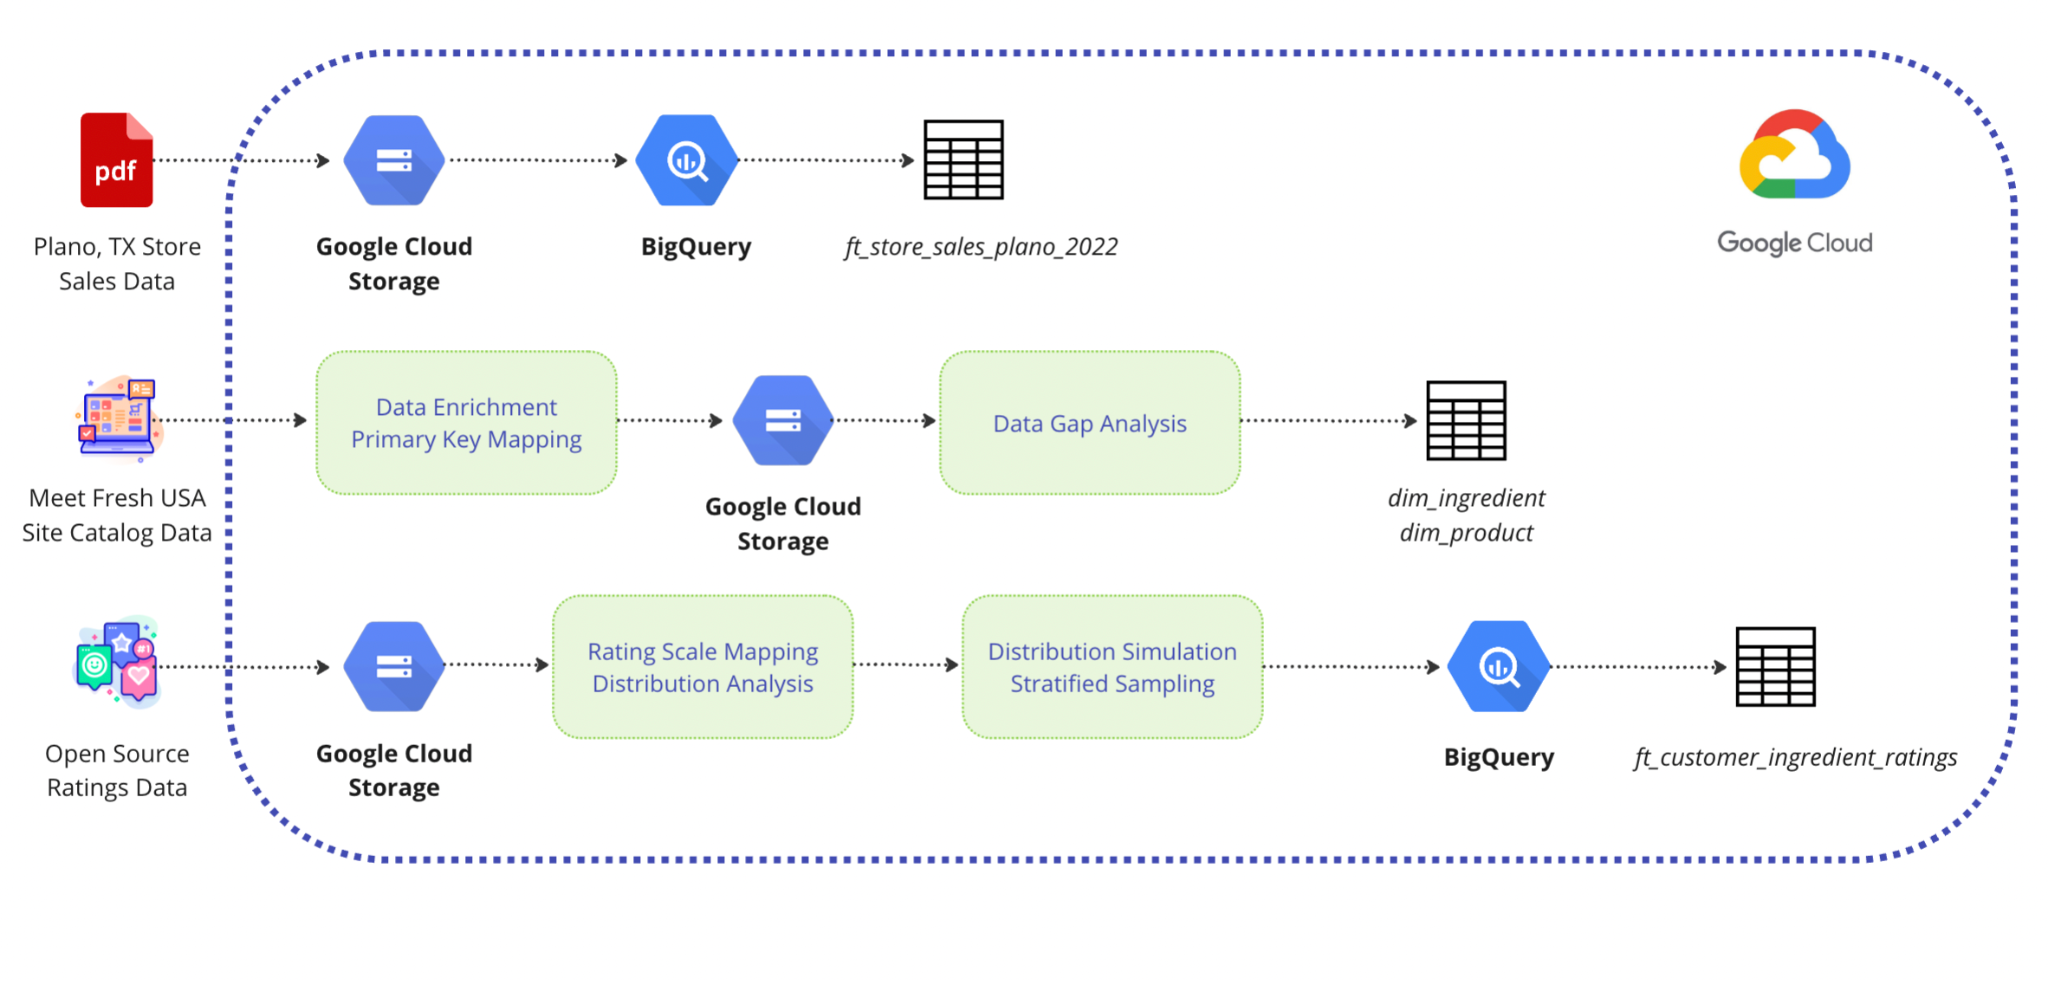 pdf
Plano, TX Store
Sales Data
Google Cloud
Storage
BigQuery
ft_store_sales_plano_2022
Google Cloud
Data Enrichment
Primary Key Mapping
Data Gap Analysis
Meet Fresh USA
Site Catalog Data
Google Cloud
Storage
dim_ingredient
dim_product
#1
Rating Scale Mapping
Distribution Analysis
Distribution Simulation
Stratified Sampling
Open Source
Ratings Data
Google Cloud
Storage
BigQuery
ft_customer_ingredient_ratings